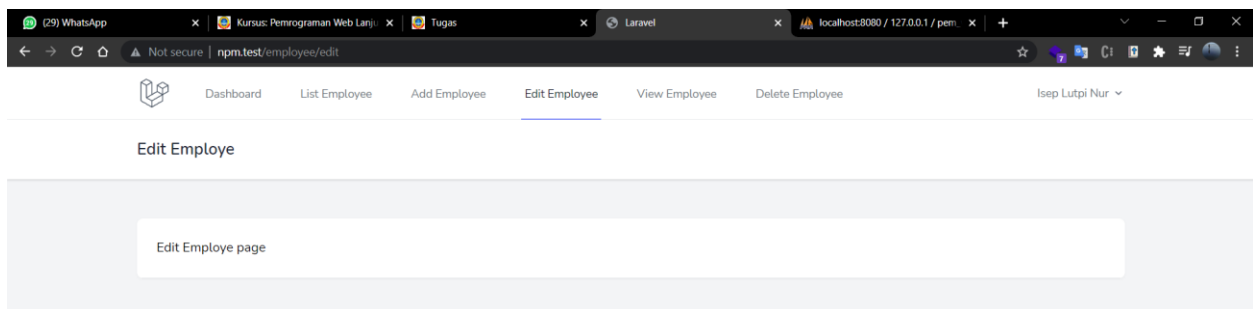 (29) WhatsApp Kursus: Pemrograman Web Lanju Tugas Laravel localhost:8080 / 127.0.0.1 / pem_
Not secure | npm.test/employee/edit
Dashboard List Employee Add Employee Edit Employee View Employee Delete Employee Isep Lutpi Nur
Edit Employe
Edit Employe page